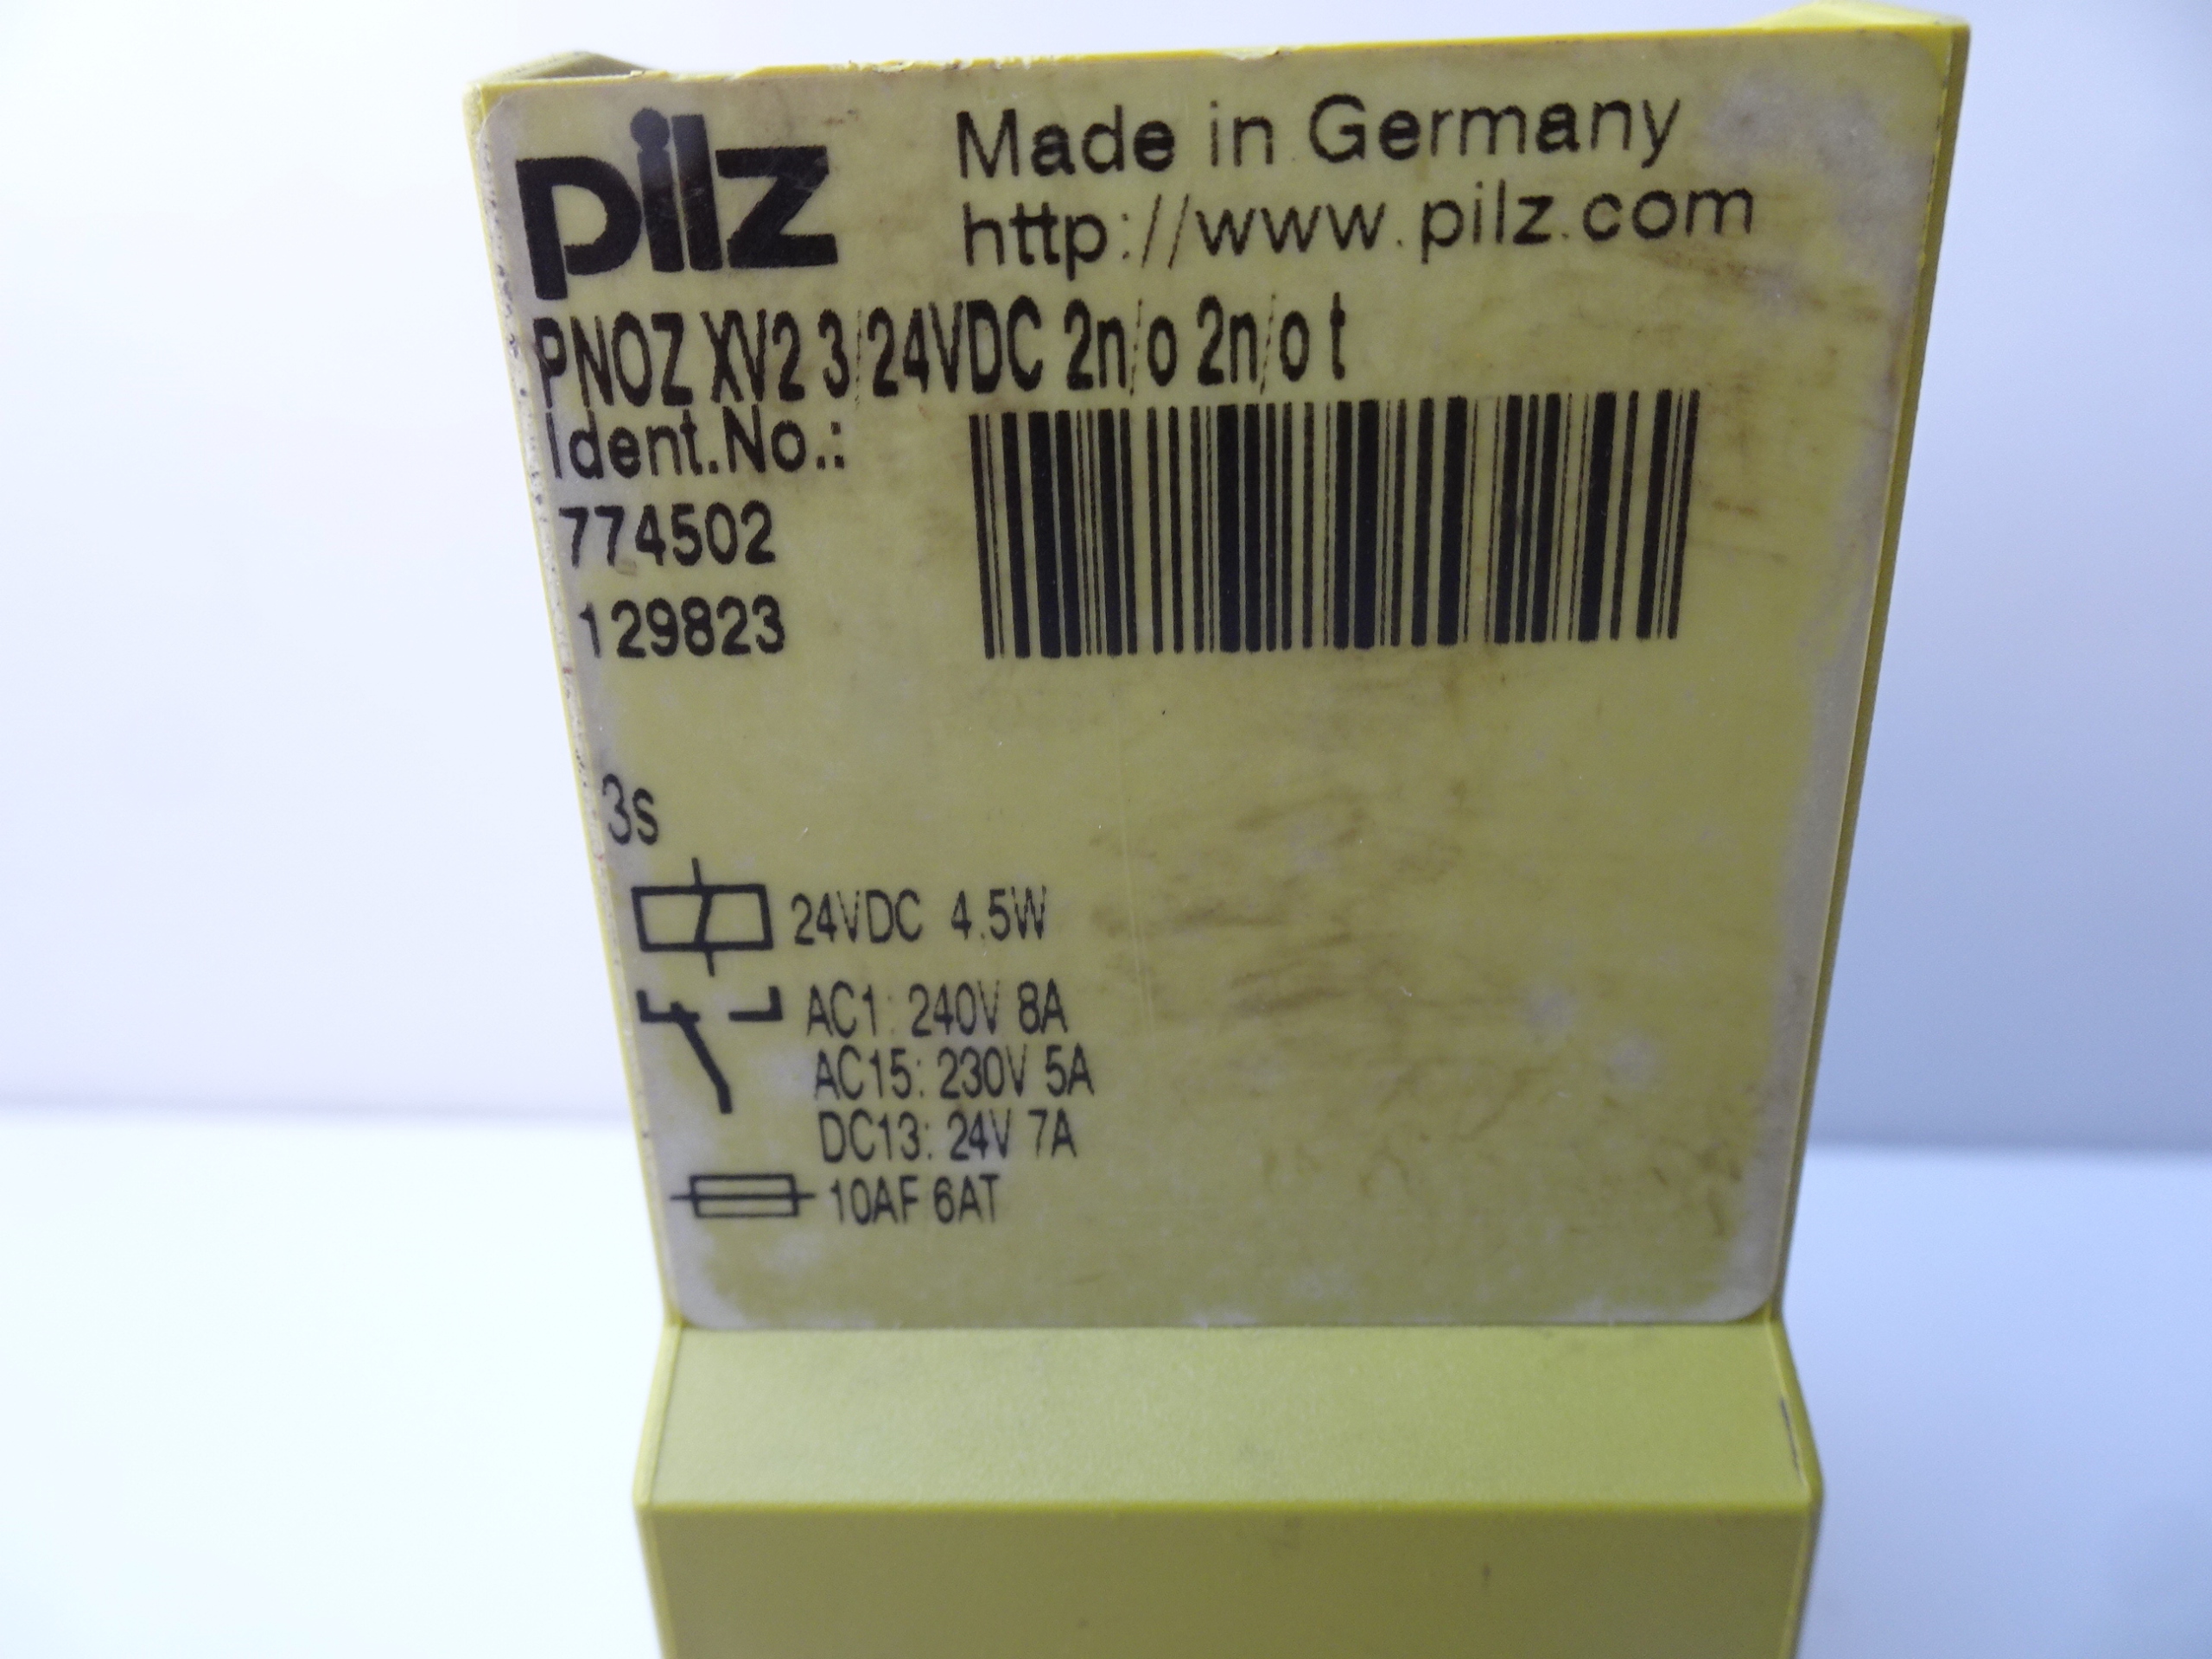 pilz
Made in Germany
http://www.pilz.com
PNOZ XV2 3/24VDC 2n/o 2n/o t
Ident.No.:
774502
129823
3s
24VDC 4.5W
AC1: 240V 8A
AC15: 230V 5A
DC13: 24V 7A
10AF 6AT